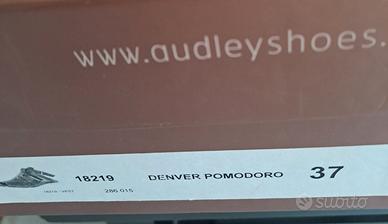 www.audleyshoes.
18219 DENVER POMODORO 37
286.015
subito